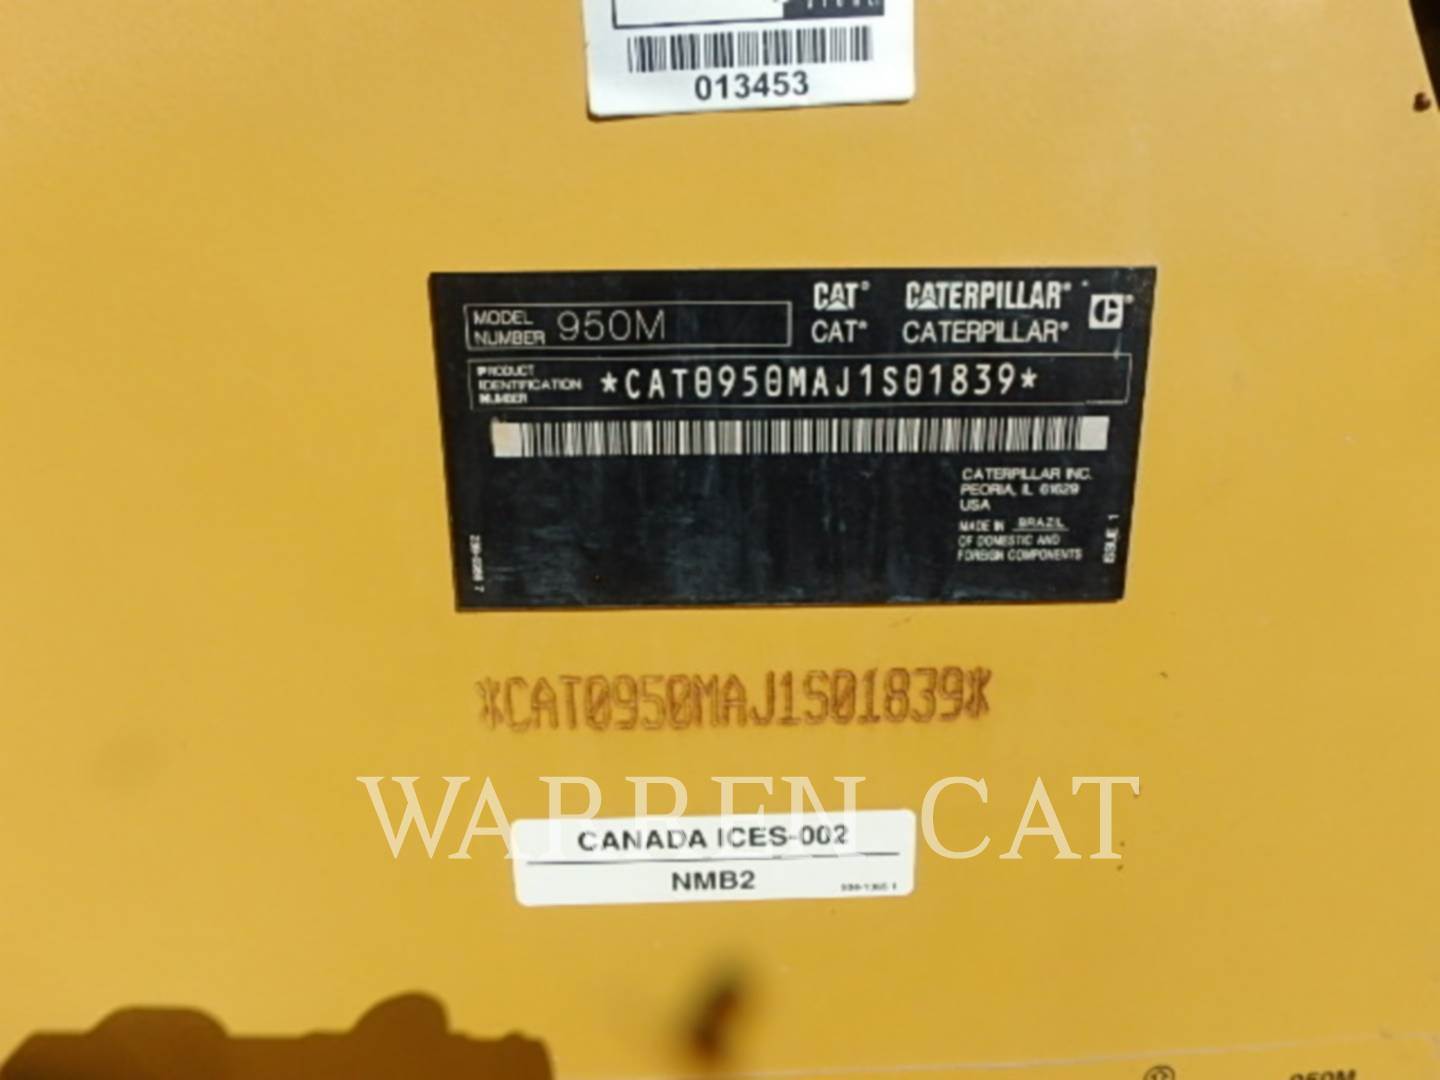 013453
CAT® CATERPILLAR®
MODEL NUMBER 950M
CAT® CATERPILLAR®
PRODUCT IDENTIFICATION NUMBER *CAT0950MAJ1S01839*
CATERPILLAR INC.
PEORIA, IL 61629
USA
MADE IN BRAZIL
OF DOMESTIC AND
FOREIGN COMPONENTS
ISSUE 1
*CAT0950MAJ1S01839*
WARREN CAT
CANADA ICES-002
NMB2
950M